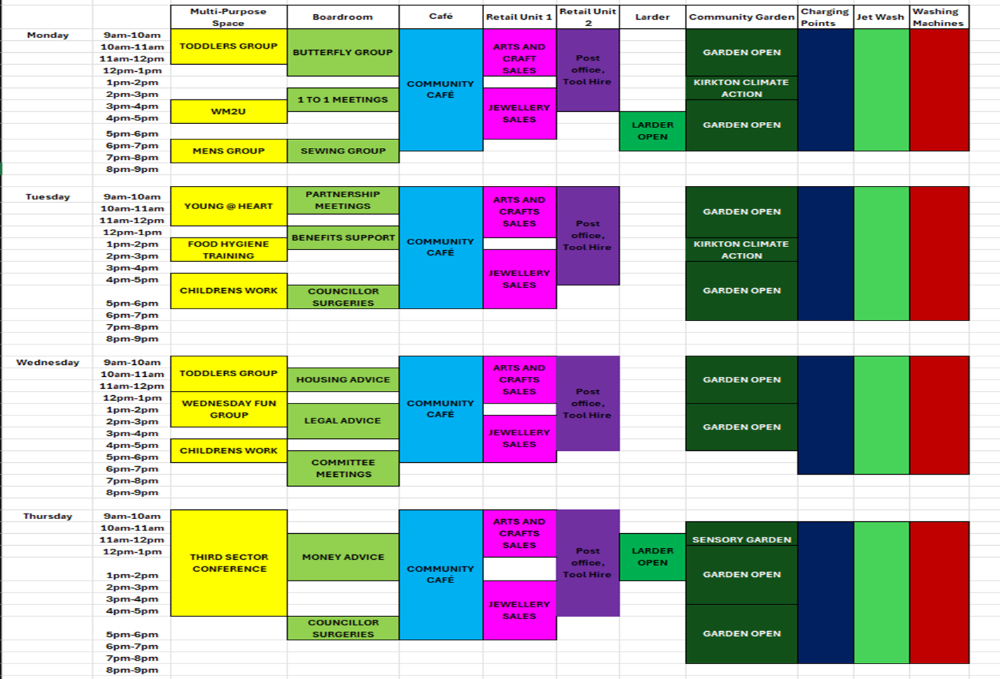 Multi-Purpose
Space
Boardroom
Café
Retail Unit 1
Retail Unit
2
Larder
Community Garden
Charging
Points
Jet Wash
Washing
Machines
Monday
9am-10am
10am-11am
11am-12pm
12pm-1pm
1pm-2pm
2pm-3pm
3pm-4pm
4pm-5pm
5pm-6pm
6pm-7pm
7pm-8pm
8pm-9pm
TODDLERS GROUP
WM2U
MENS GROUP
BUTTERFLY GROUP
1 TO 1 MEETINGS
SEWING GROUP
COMMUNITY
CAFÉ
ARTS AND
CRAFT
SALES
JEWELLERY
SALES
Post
office,
Tool Hire
LARDER
OPEN
GARDEN OPEN
KIRKTON CLIMATE
ACTION
GARDEN OPEN
Tuesday
9am-10am
10am-11am
11am-12pm
12pm-1pm
1pm-2pm
2pm-3pm
3pm-4pm
4pm-5pm
5pm-6pm
6pm-7pm
7pm-8pm
8pm-9pm
YOUNG @ HEART
FOOD HYGIENE
TRAINING
CHILDRENS WORK
PARTNERSHIP
MEETINGS
BENEFITS SUPPORT
COUNCILLOR
SURGERIES
COMMUNITY
CAFÉ
ARTS AND
CRAFTS
SALES
JEWELLERY
SALES
Post
office,
Tool Hire
GARDEN OPEN
KIRKTON CLIMATE
ACTION
GARDEN OPEN
Wednesday
9am-10am
10am-11am
11am-12pm
12pm-1pm
1pm-2pm
2pm-3pm
3pm-4pm
4pm-5pm
5pm-6pm
6pm-7pm
7pm-8pm
8pm-9pm
TODDLERS GROUP
WEDNESDAY FUN
GROUP
CHILDRENS WORK
HOUSING ADVICE
LEGAL ADVICE
COMMITTEE
MEETINGS
COMMUNITY
CAFÉ
ARTS AND
CRAFTS
SALES
JEWELLERY
SALES
Post
office,
Tool Hire
GARDEN OPEN
GARDEN OPEN
Thursday
9am-10am
10am-11am
11am-12pm
12pm-1pm
1pm-2pm
2pm-3pm
3pm-4pm
4pm-5pm
5pm-6pm
6pm-7pm
7pm-8pm
8pm-9pm
THIRD SECTOR
CONFERENCE
MONEY ADVICE
COUNCILLOR
SURGERIES
COMMUNITY
CAFÉ
ARTS AND
CRAFTS
SALES
JEWELLERY
SALES
Post
office,
Tool Hire
LARDER
OPEN
SENSORY GARDEN
GARDEN OPEN
GARDEN OPEN